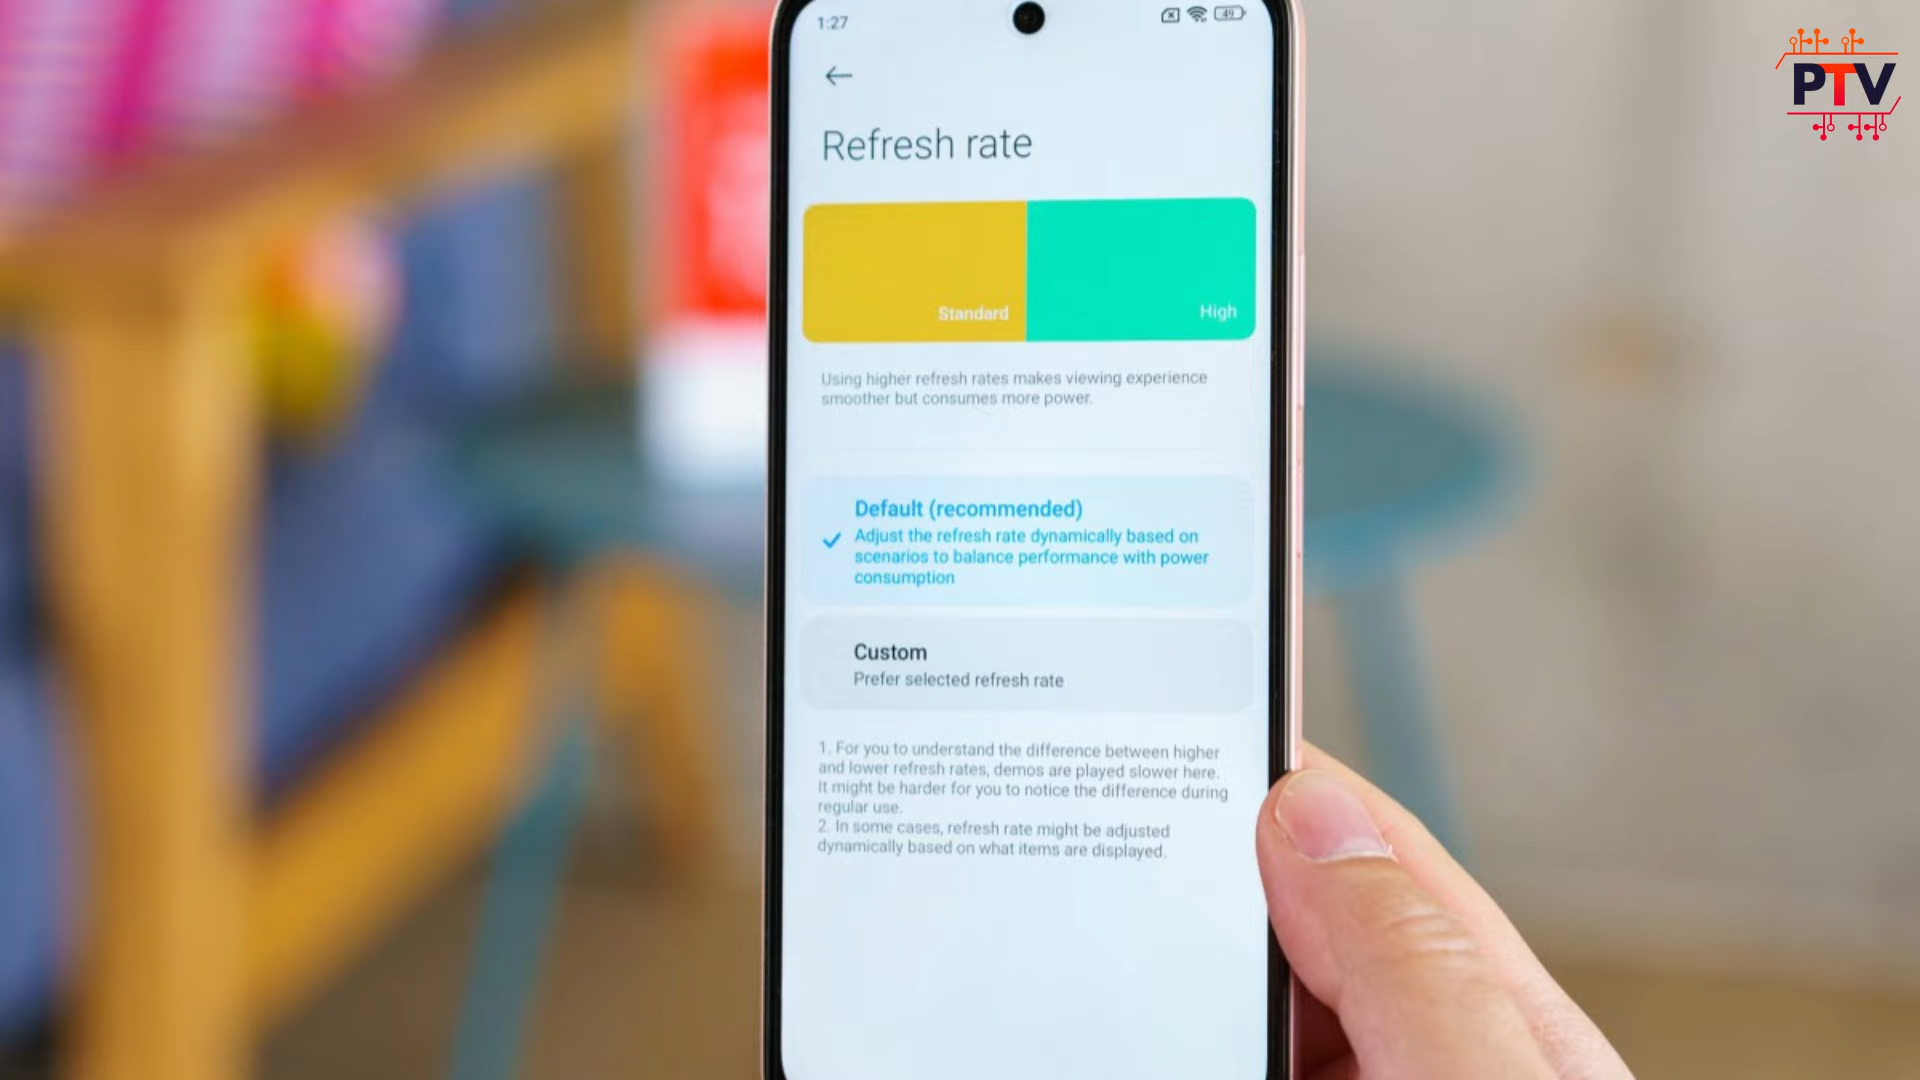 1:27
49
PTV
Refresh rate
Standard
High
Using higher refresh rates makes viewing experience
smoother but consumes more power.
Default (recommended)
Adjust the refresh rate dynamically based on
scenarios to balance performance with power
consumption
Custom
Prefer selected refresh rate
1. For you to understand the difference between higher
and lower refresh rates, demos are played slower here.
It might be harder for you to notice the difference during
regular use.
2. In some cases, refresh rate might be adjusted
dynamically based on what items are displayed.